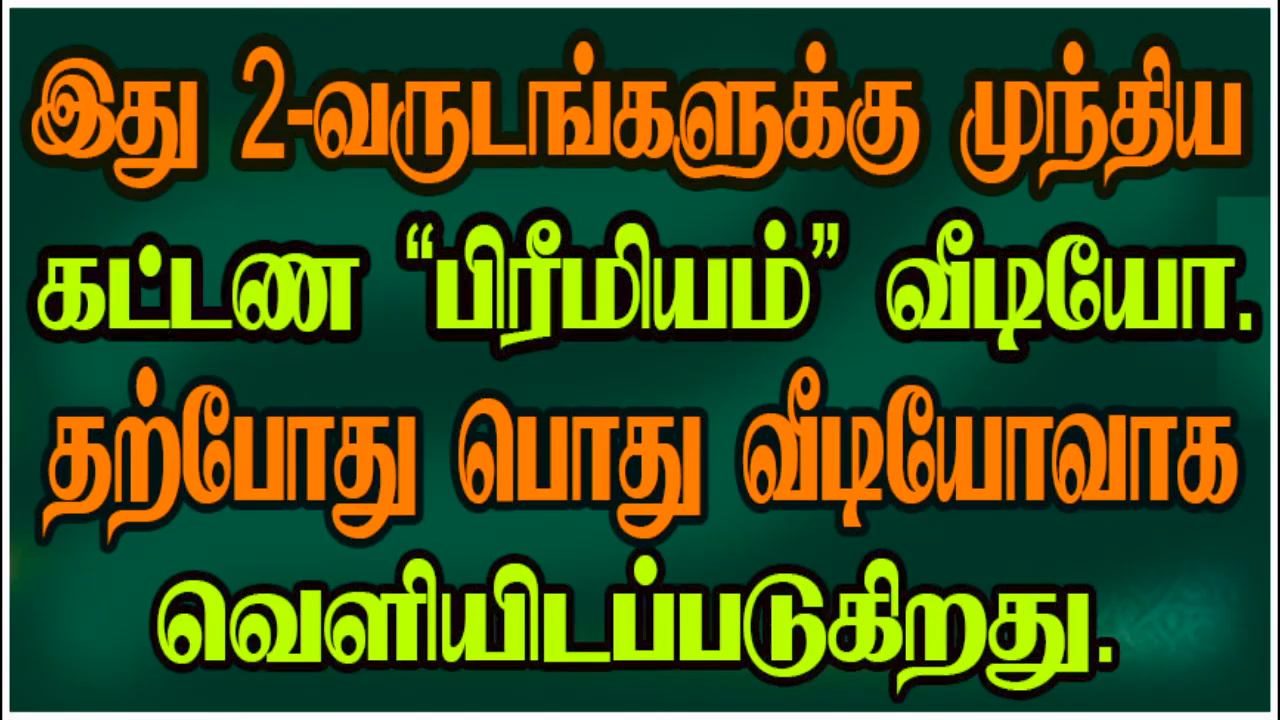 இது 2-வருடங்களுக்கு முந்திய
கட்டண “பிரீமியம்” வீடியோ.
தற்போது பொது வீடியோவாக
வெளியிடப்படுகிறது.